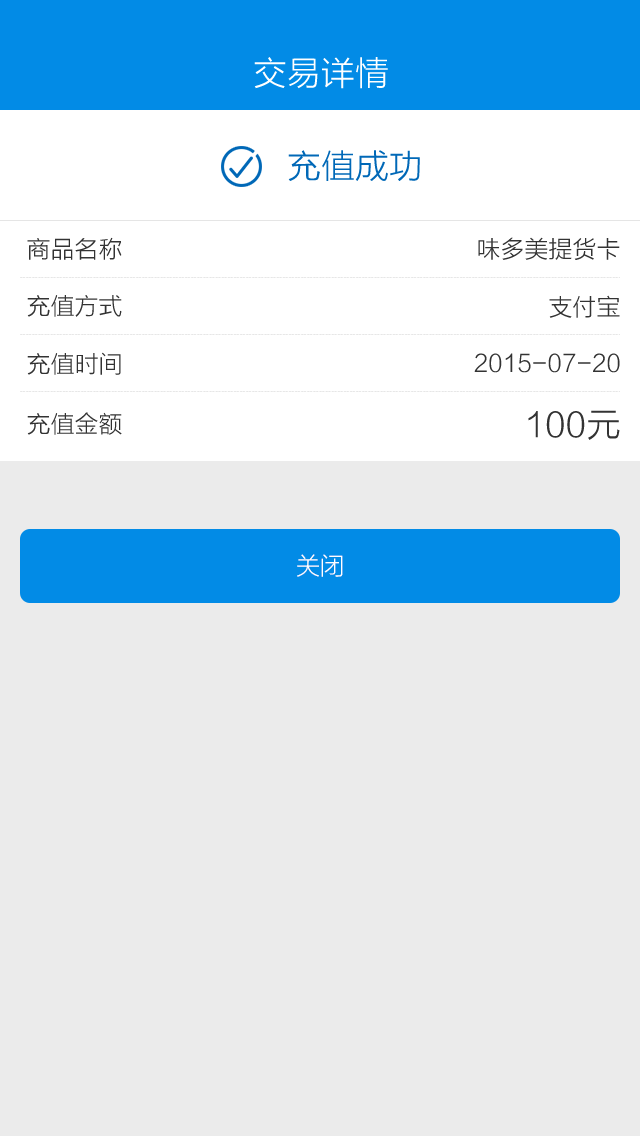 交易详情
充值成功
商品名称 味多美提货卡
充值方式 支付宝
充值时间 2015-07-20
充值金额 100元
关闭